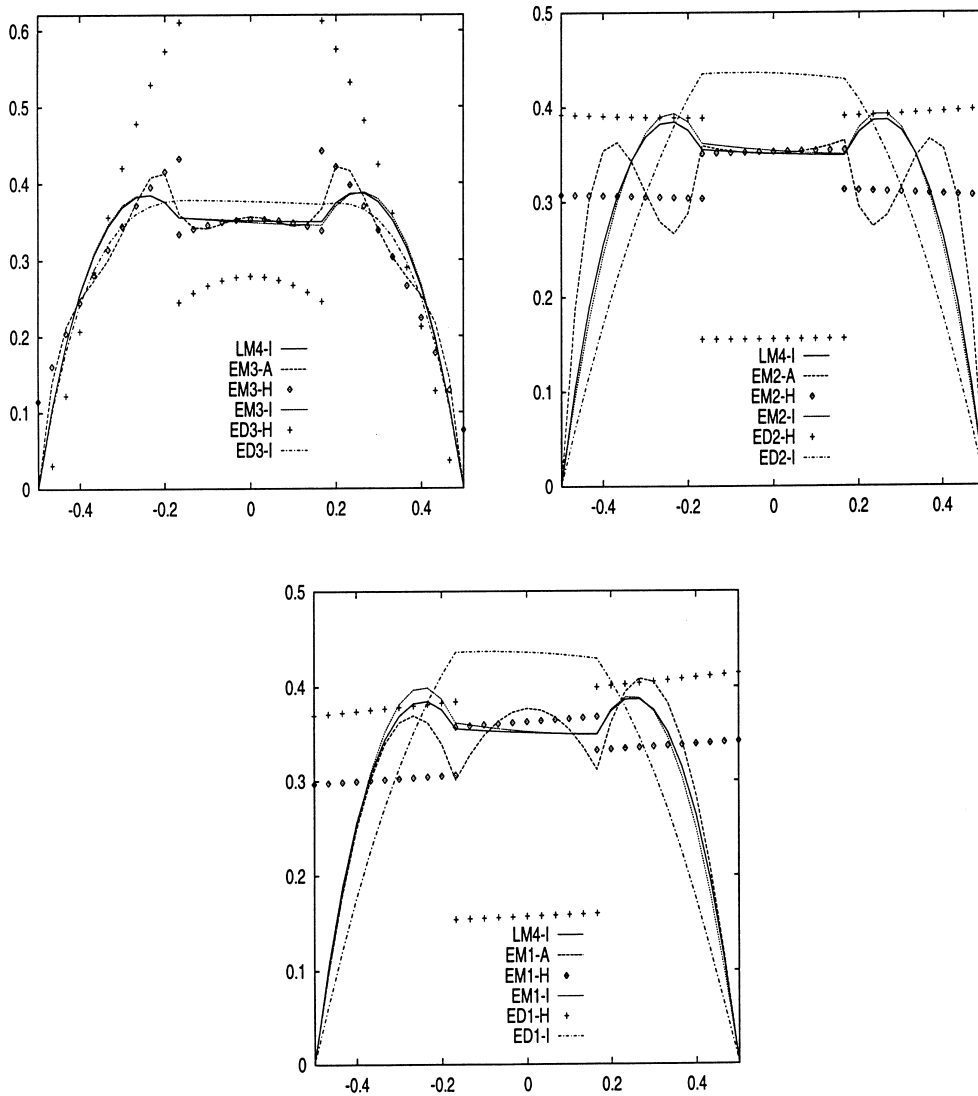 0.6
0.5
0.4
0.3
0.2
0.1
0
LM4-I
EM3-A
EM3-H
EM3-I
ED3-H
ED3-I
-0.4 -0.2 0 0.2 0.4
0.5
0.4
0.3
0.2
0.1
0
LM4-I
EM2-A
EM2-H
EM2-I
ED2-H
ED2-I
-0.4 -0.2 0 0.2 0.4
0.5
0.4
0.3
0.2
0.1
0
LM4-I
EM1-A
EM1-H
EM1-I
ED1-H
ED1-I
-0.4 -0.2 0 0.2 0.4